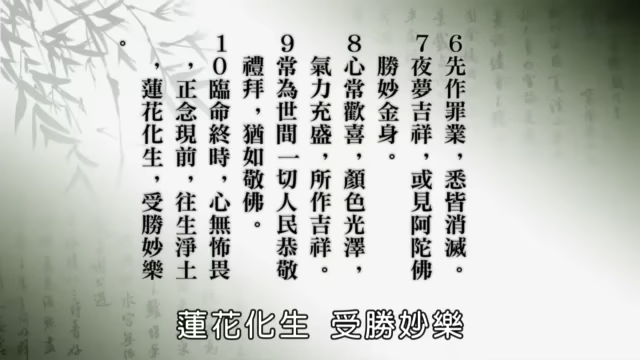 6先作罪業，悉皆消滅。
7夜夢吉祥，或見阿陀佛
勝妙金身。
8心常歡喜，顏色光澤，
氣力充盛，所作吉祥。
9常為世間一切人民恭敬
禮拜，猶如敬佛。
10臨命終時，心無怖畏
，正念現前，往生淨土
，蓮花化生，受勝妙樂
。
蓮花化生 受勝妙樂